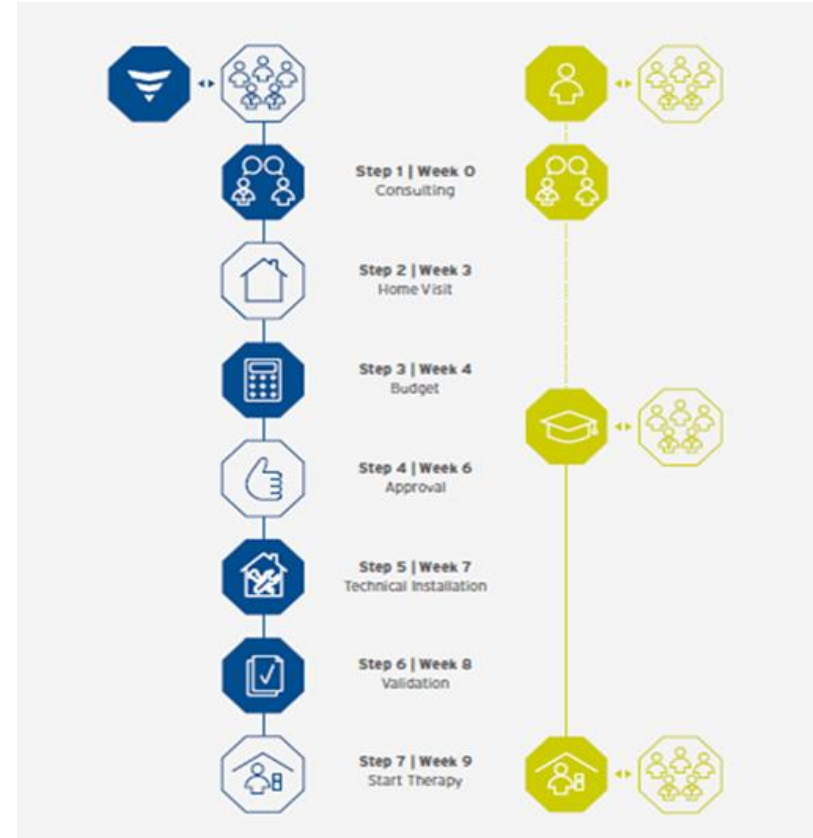 Step 1 | Week 0
Consulting
Step 2 | Week 3
Home Visit
Step 3 | Week 4
Budget
Step 4 | Week 6
Approval
Step 5 | Week 7
Technical Installation
Step 6 | Week 8
Validation
Step 7 | Week 9
Start Therapy